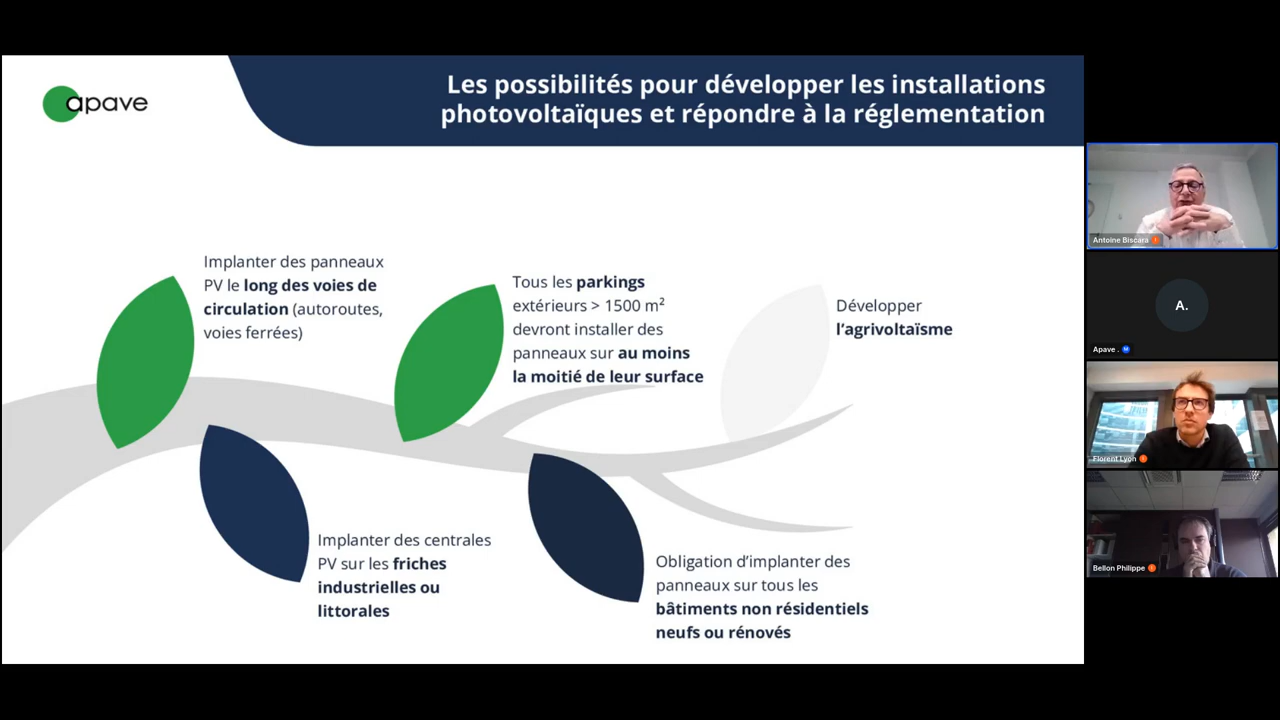 apave
Les possibilités pour développer les installations
photovoltaïques et répondre à la réglementation
Implanter des panneaux
PV le long des voies de
circulation (autoroutes,
voies ferrées)
Tous les parkings
extérieurs > 1500 m²
devront installer des
panneaux sur au moins
la moitié de leur surface
Développer
l’agrivoltaïsme
Implanter des centrales
PV sur les friches
industrielles ou
littorales
Obligation d’implanter des
panneaux sur tous les
bâtiments non résidentiels
neufs ou rénovés
Antoine Biscara
A.
Apave .
M
Florent Lyon
Bellon Philippe